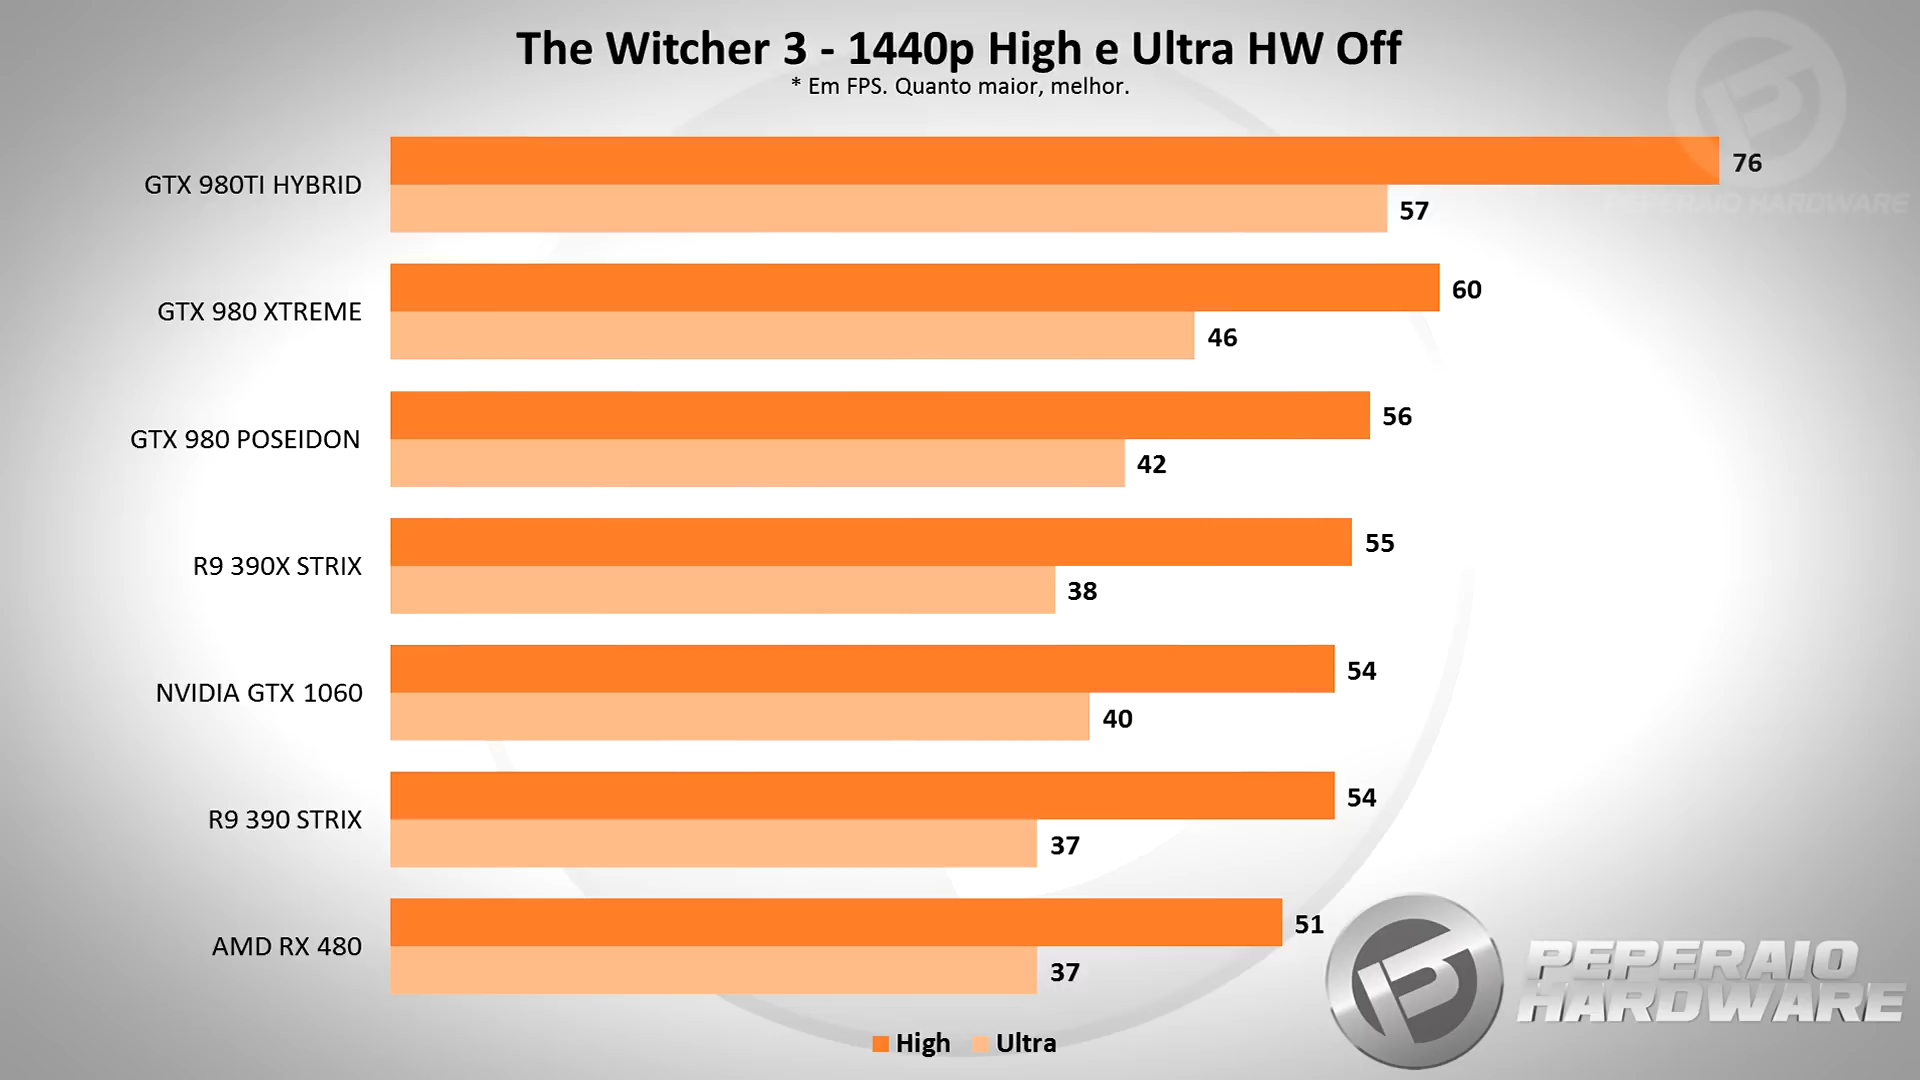 The Witcher 3 - 1440p High e Ultra HW Off
* Em FPS. Quanto maior, melhor.
GTX 980TI HYBRID
76
57
GTX 980 XTREME
60
46
GTX 980 POSEIDON
56
42
R9 390X STRIX
55
38
NVIDIA GTX 1060
54
40
R9 390 STRIX
54
37
AMD RX 480
51
37
High
Ultra
PEPERAIO HARDWARE
PEPERAIO
HARDWARE